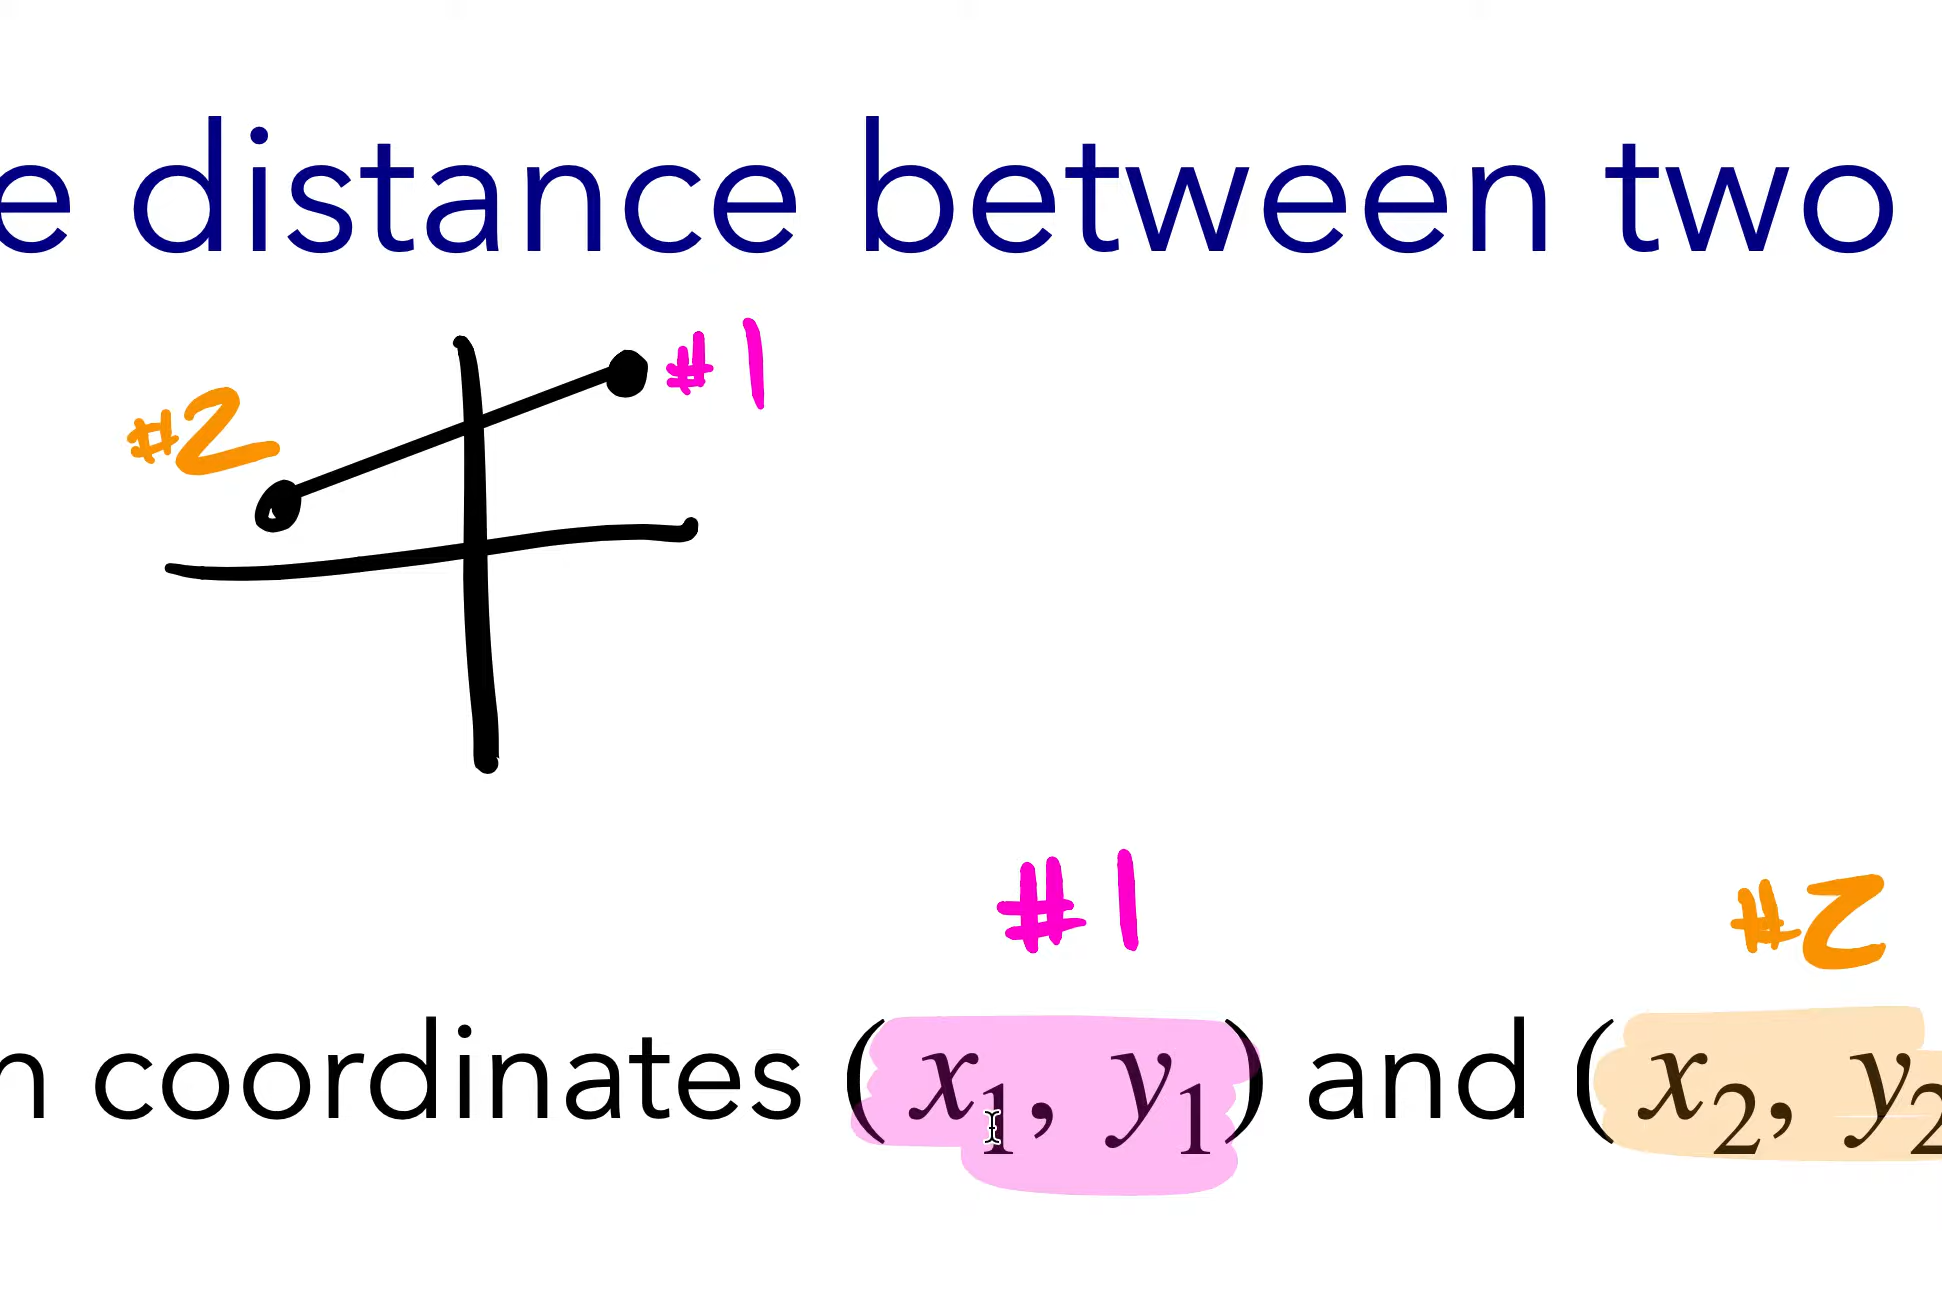 e distance between two
#1
#2
#1 #2
n coordinates (x₁, y₁) and (x₂, y₂